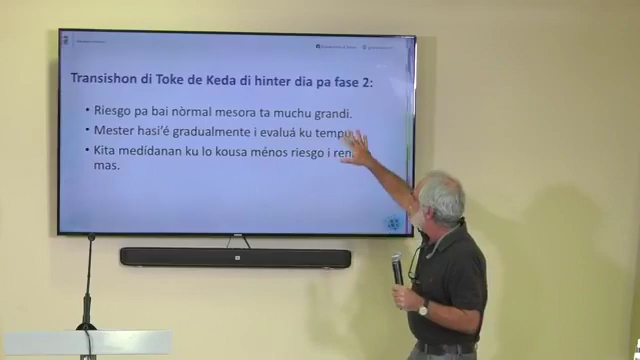 Transishon di Toke de Keda di hinter dia pa fase 2:
• Riesgo pa bai nòrmal mesora ta muchu grandi.
• Mester hasi'é gradualmente i evaluá ku tempu
• Kita medídanan ku lo kousa ménos riesgo i
mas.